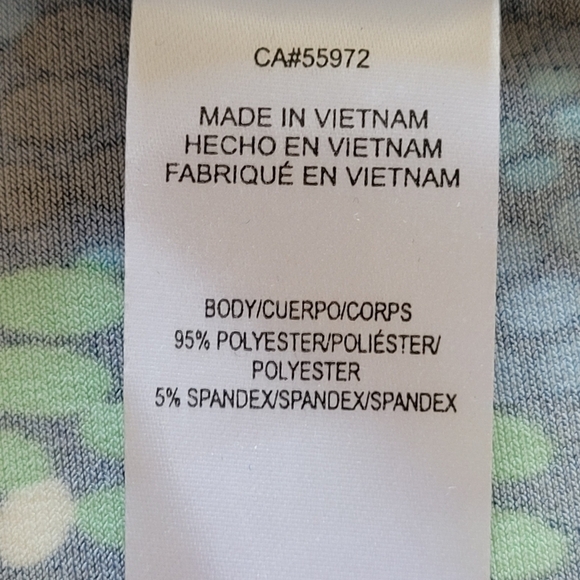 CA#55972
MADE IN VIETNAM
HECHO EN VIETNAM
FABRIQUÉ EN VIETNAM
BODY/CUERPO/CORPS
95% POLYESTER/POLIÉSTER/
POLYESTER
5% SPANDEX/SPANDEX/SPANDEX